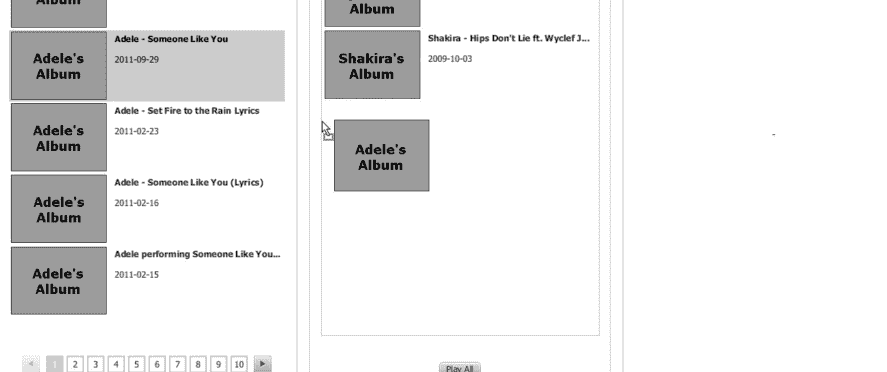 Adele - Someone Like You
2011-09-29
Adele's
Album
Adele - Set Fire to the Rain Lyrics
2011-02-23
Adele's
Album
Adele - Someone Like You (Lyrics)
2011-02-16
Adele's
Album
Adele performing Someone Like You...
2011-02-15
Adele's
Album
1 2 3 4 5 6 7 8 9 10
Album
Shakira - Hips Don't Lie ft. Wyclef J...
2009-10-03
Shakira's
Album
Adele's
Album
Play All